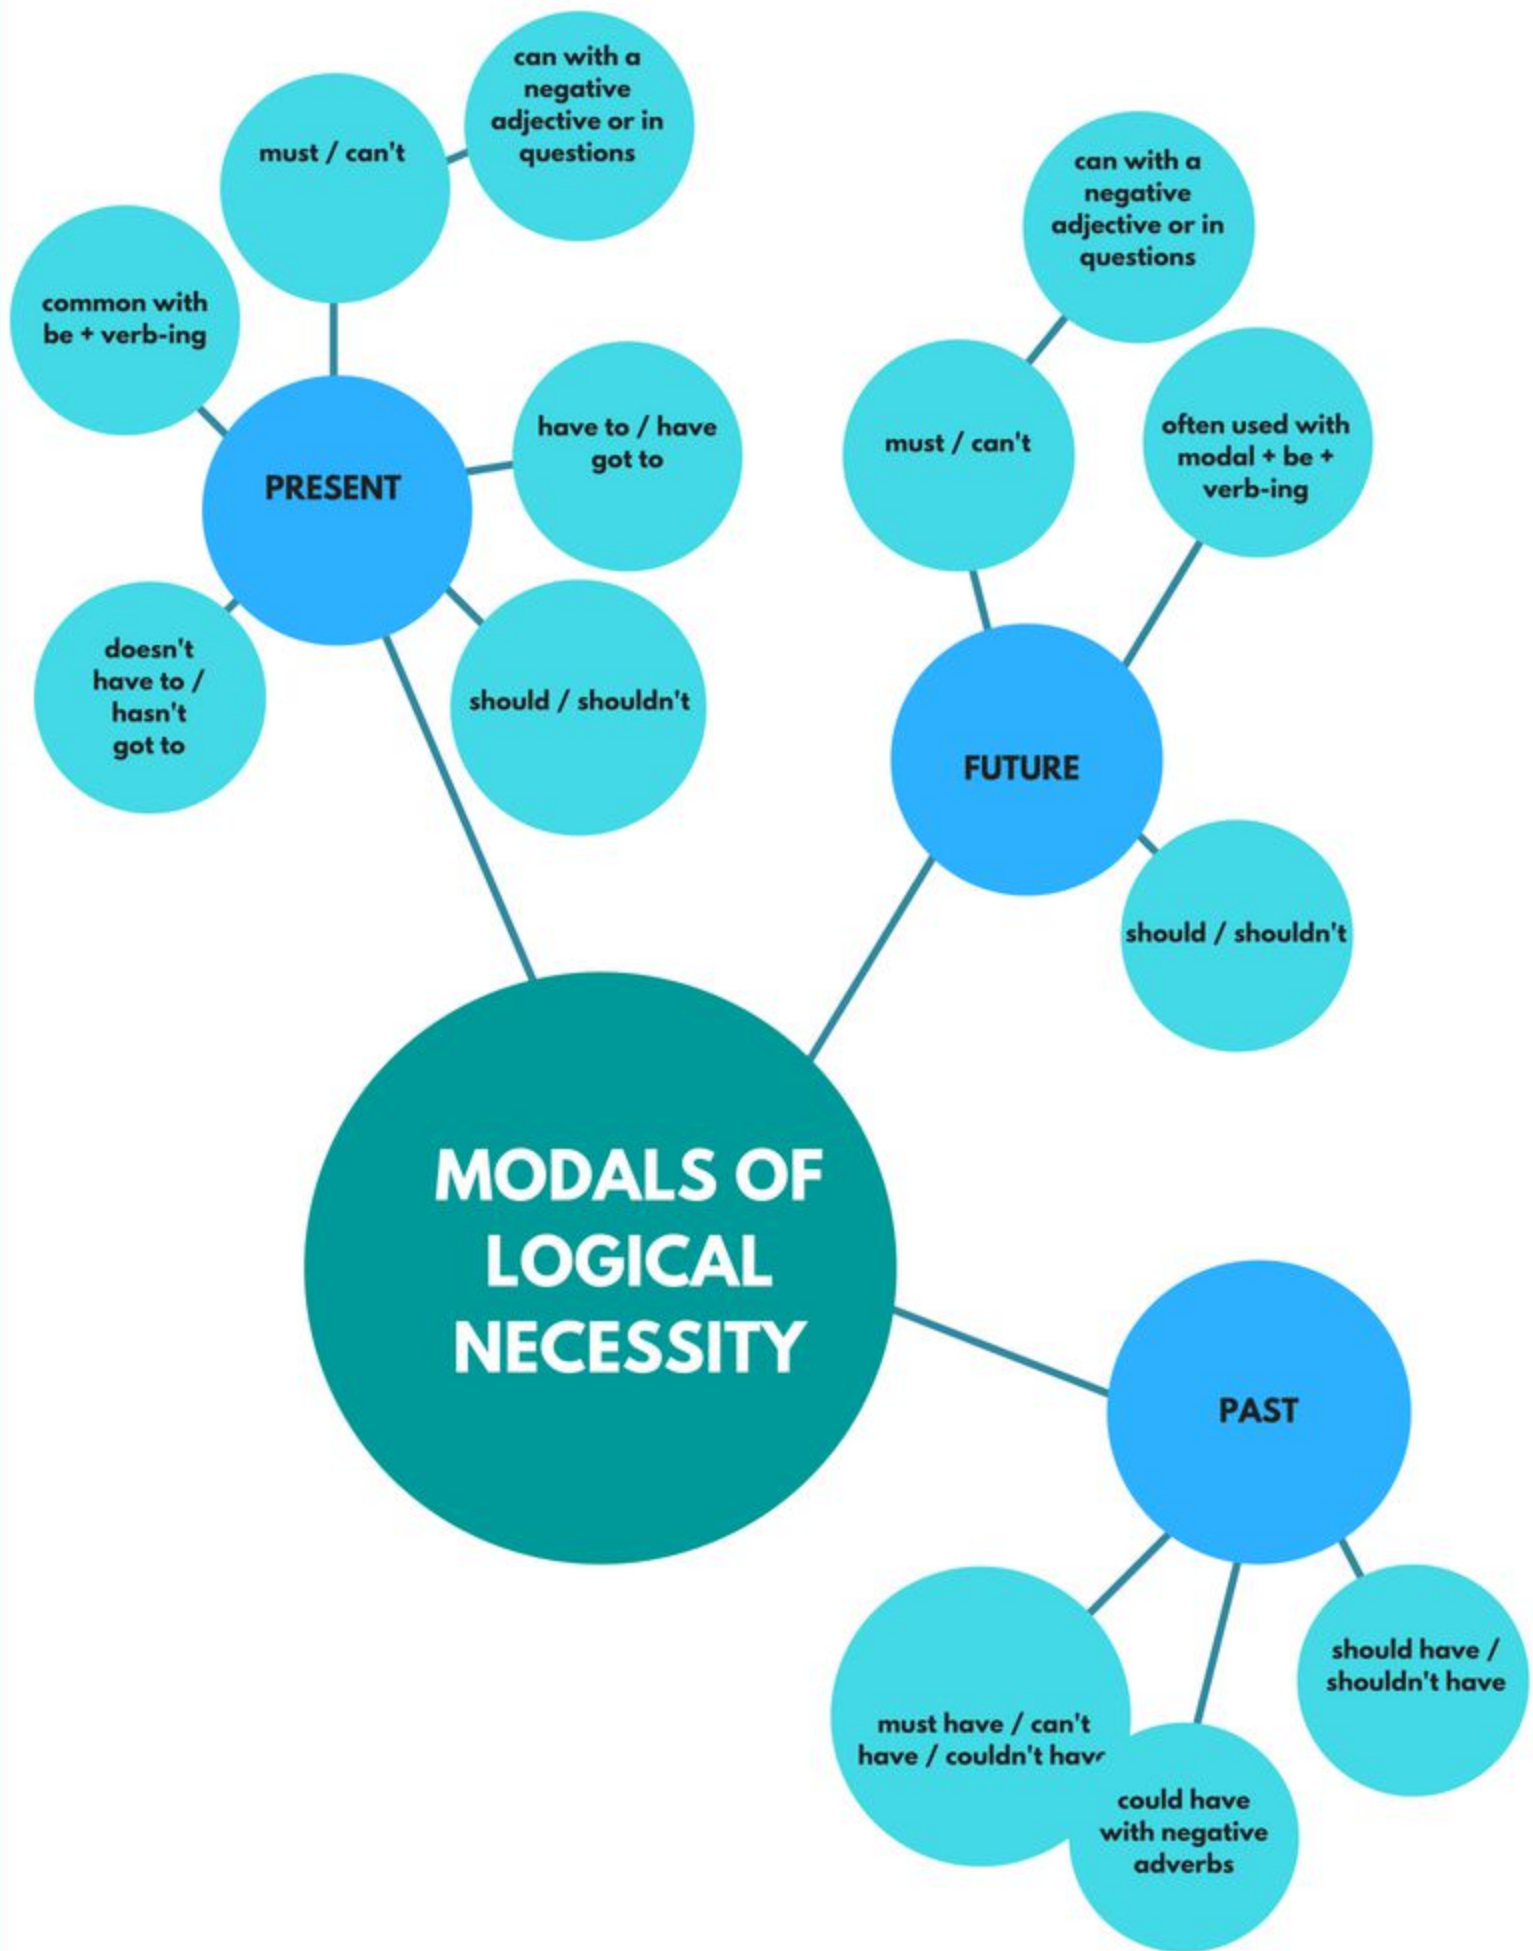 can with a
negative
adjective or in
questions
must / can't
common with
be + verb-ing
have to / have
got to
PRESENT
doesn't
have to /
hasn't
got to
should / shouldn't
can with a
negative
adjective or in
questions
must / can't
often used with
modal + be +
verb-ing
FUTURE
should / shouldn't
MODALS OF
LOGICAL
NECESSITY
PAST
must have / can't
have / couldn't have
could have
with negative
adverbs
should have /
shouldn't have